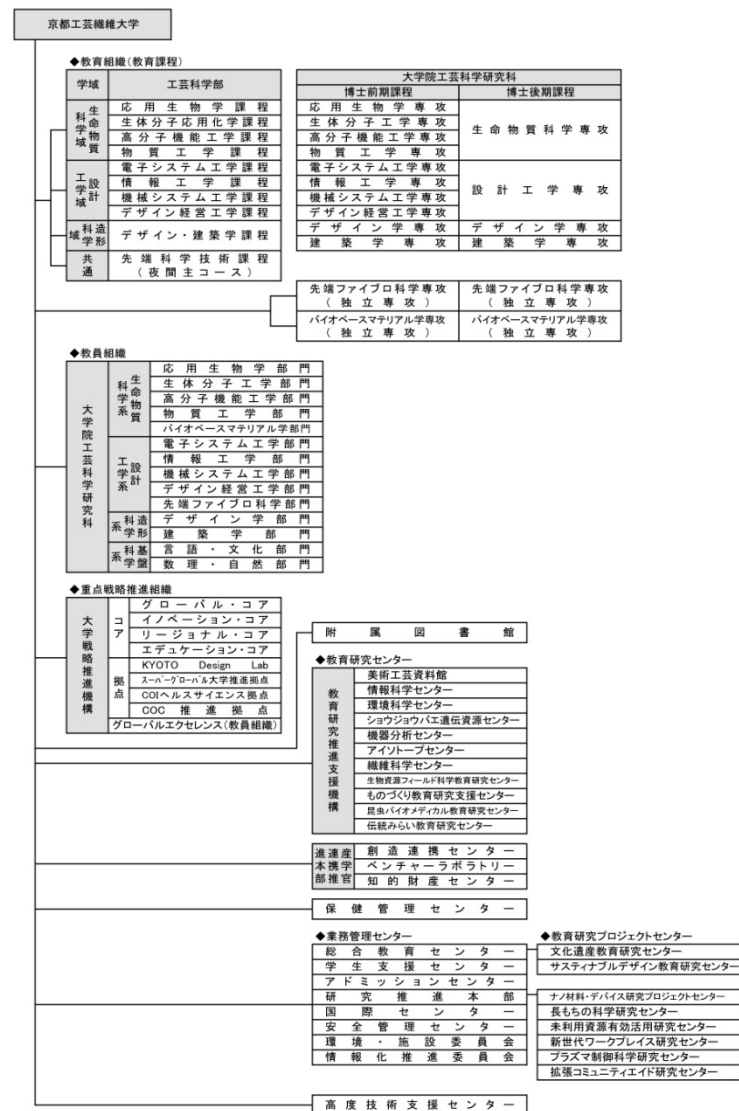 京都工芸繊維大学
◆教育組織(教育課程)
学域
工芸科学部
生命物質科学域
応用生物学課程
生体分子応用化学課程
高分子機能工学課程
物質工学課程
設計工学域
電子システム工学課程
情報工学課程
機械システム工学課程
デザイン経営工学課程
造形科学域
デザイン・建築学課程
共通
先端科学技術課程
(夜間主コース)
大学院工芸科学研究科
博士前期課程
博士後期課程
応用生物学専攻
生体分子工学専攻
高分子機能工学専攻
物質工学専攻
生命物質科学専攻
電子システム工学専攻
情報工学専攻
機械システム工学専攻
デザイン経営工学専攻
設計工学専攻
デザイン学専攻
デザイン学専攻
建築学専攻
建築学専攻
先端ファイブロ科学専攻
(独立専攻)
先端ファイブロ科学専攻
(独立専攻)
バイオベースマテリアル学専攻
(独立専攻)
バイオベースマテリアル学専攻
(独立専攻)
◆教員組織
大学院工芸科学研究科
生命物質科学系
応用生物学部門
生体分子工学部門
高分子機能工学部門
物質工学部門
バイオベースマテリアル学部門
設計工学系
電子システム工学部門
情報工学部門
機械システム工学部門
デザイン経営工学部門
先端ファイブロ科学部門
造形科学系
デザイン学部門
建築学部門
基盤科学系
言語・文化部門
数理・自然部門
◆重点戦略推進組織
大学戦略推進機構
コア
グローバル・コア
イノベーション・コア
リージョナル・コア
エデュケーション・コア
拠点
KYOTO Design Lab
スーパーグローバル大学推進拠点
COIヘルスサイエンス拠点
COC推進拠点
グローバルエクセレンス(教員組織)
附属図書館
◆教育研究センター
教育研究推進支援機構
美術工芸資料館
情報科学センター
環境科学センター
ショウジョウバエ遺伝資源センター
機器分析センター
アイソトープセンター
繊維科学センター
生物資源フィールド科学教育研究センター
ものづくり教育研究支援センター
昆虫バイオメディカル教育研究センター
伝統みらい教育研究センター
産学官連携推進本部
創造連携センター
ベンチャーラボラトリー
知的財産センター
保健管理センター
◆業務管理センター
総合教育センター
学生支援センター
アドミッションセンター
研究推進本部
国際センター
安全管理センター
環境・施設委員会
情報化推進委員会
◆教育研究プロジェクトセンター
文化遺産教育研究センター
サスティナブルデザイン教育研究センター
ナノ材料・デバイス研究プロジェクトセンター
長もちの科学研究センター
未利用資源有効活用研究センター
新世代ワークプレイス研究センター
プラズマ制御科学研究センター
拡張コミュニティエイド研究センター
高度技術支援センター